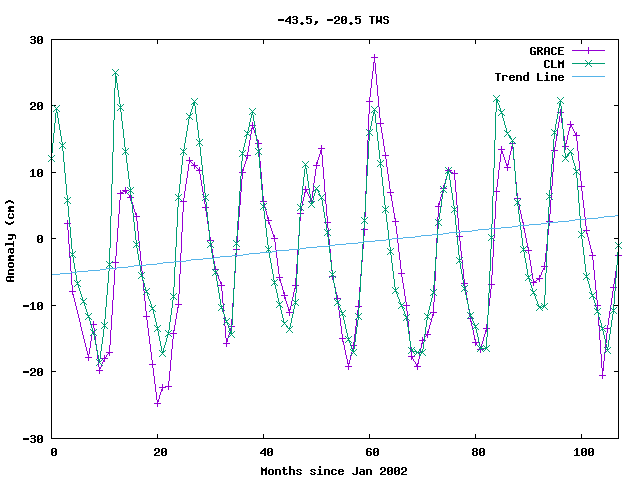 -43.5, -20.5 TWS
GRACE
CLM
Trend Line
30
20
10
0
-10
-20
-30
Anomaly (cm)
0 20 40 60 80 100
Months since Jan 2002